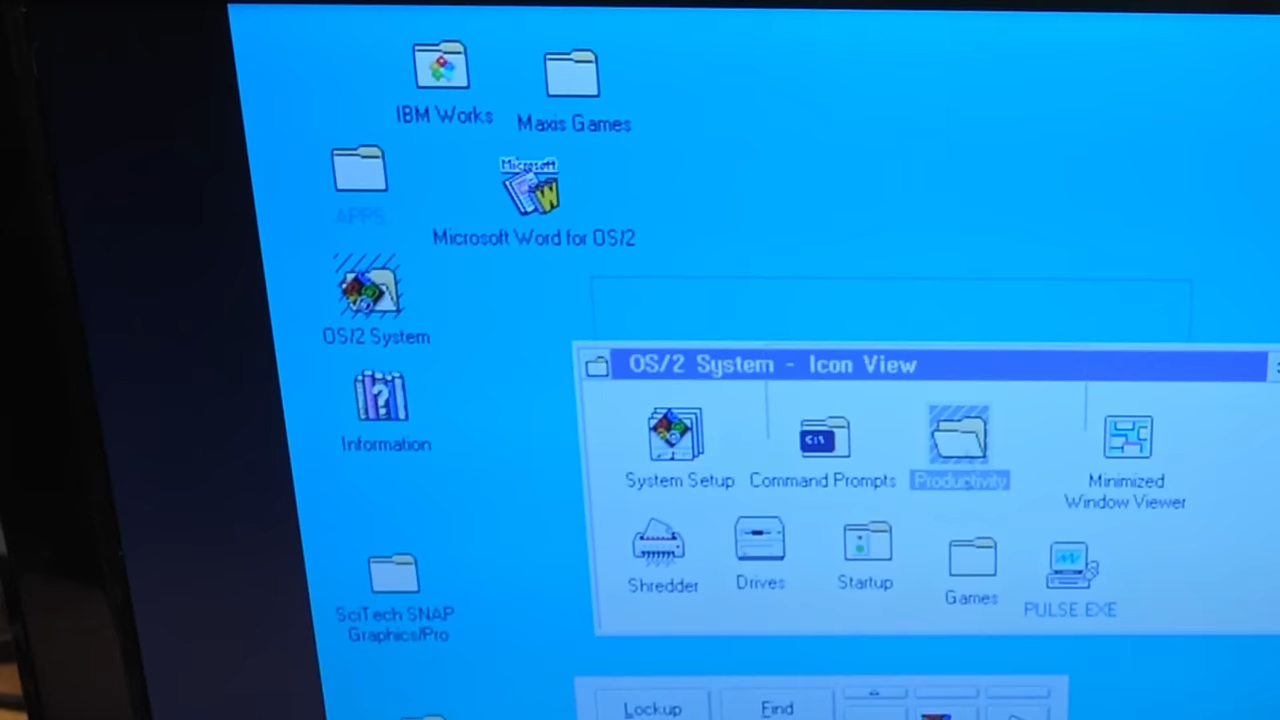 IBM Works
Maxis Games
APPS
Microsoft
W
Microsoft Word for OS/2
OS/2 System
Information
SciTech SNAP
Graphics/Pro
OS/2 System - Icon View
C:\
System Setup
Command Prompts
Productivity
Minimized
Window Viewer
Shredder
Drives
Startup
Games
PULSE EXE
Lockup
Find